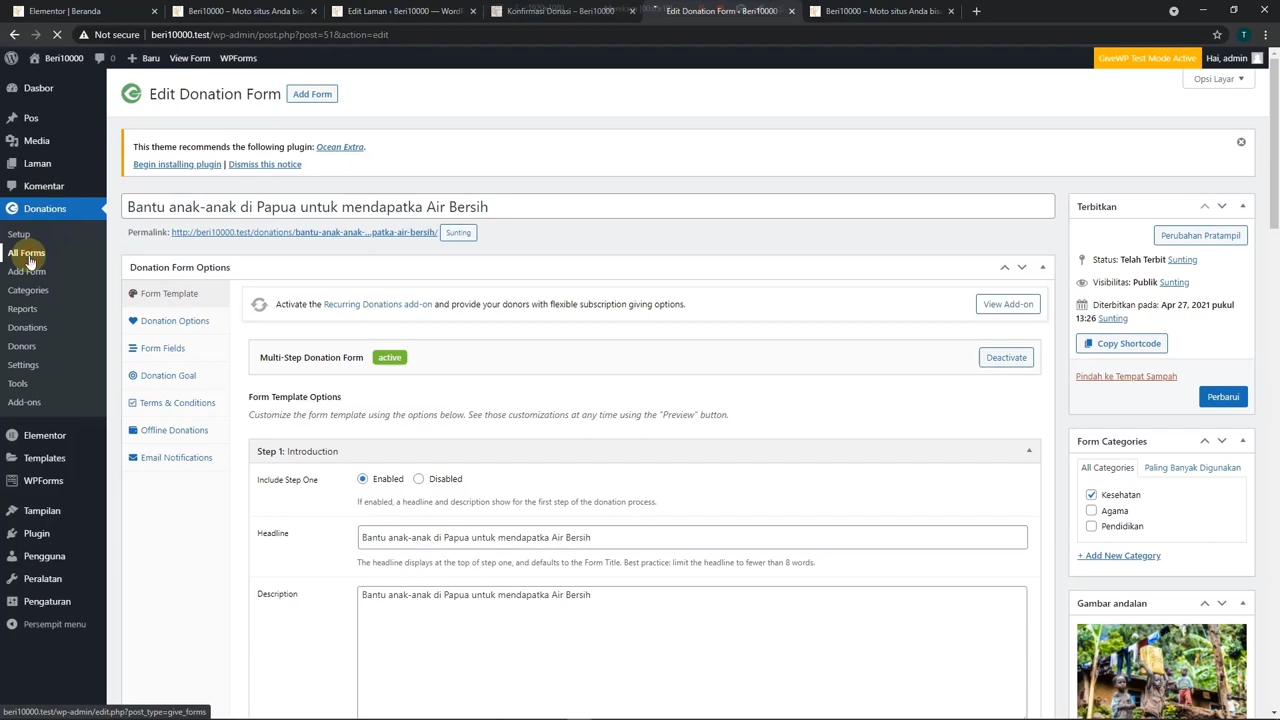 Elementor ‹ Beranda
Beri10000 – Moto situs Anda bis
Edit Laman ‹ Beri10000 — Word
Konfirmasi Donasi – Beri10000
Edit Donation Form ‹ Beri10000
Beri10000 – Moto situs Anda bis
Not secure
beri10000.test/wp-admin/post.php?post=51&action=edit
T
Beri10000
0
Baru
View Form
WPForms
GiveWP Test Mode Active
Hai, admin
Dasbor
Pos
Media
Laman
Komentar
Donations
Setup
All Forms
Add Form
Categories
Reports
Donations
Donors
Settings
Tools
Add-ons
Elementor
Templates
WPForms
Tampilan
Plugin
Pengguna
Peralatan
Pengaturan
Persempit menu
Edit Donation Form
Add Form
Opsi Layar
This theme recommends the following plugin: Ocean Extra.
Begin installing plugin | Dismiss this notice
Bantu anak-anak di Papua untuk mendapatka Air Bersih
Permalink: http://beri10000.test/donations/bantu-anak-anak-...patka-air-bersih/ Sunting
Donation Form Options
Form Template
Donation Options
Form Fields
Donation Goal
Terms & Conditions
Offline Donations
Email Notifications
Activate the Recurring Donations add-on and provide your donors with flexible subscription giving options.
View Add-on
Multi-Step Donation Form
active
Deactivate
Form Template Options
Customize the form template using the options below. See those customizations at any time using the "Preview" button.
Step 1: Introduction
Include Step One
Enabled
Disabled
If enabled, a headline and description show for the first step of the donation process.
Headline
Bantu anak-anak di Papua untuk mendapatka Air Bersih
The headline displays at the top of step one, and defaults to the Form Title. Best practice: limit the headline to fewer than 8 words.
Description
Bantu anak-anak di Papua untuk mendapatka Air Bersih
Terbitkan
Perubahan Pratampil
Status: Telah Terbit Sunting
Visibilitas: Publik Sunting
Diterbitkan pada: Apr 27, 2021 pukul
13:26 Sunting
Copy Shortcode
Pindah ke Tempat Sampah
Perbarui
Form Categories
All Categories
Paling Banyak Digunakan
Kesehatan
Agama
Pendidikan
+ Add New Category
Gambar andalan
beri10000.test/wp-admin/edit.php?post_type=give_forms